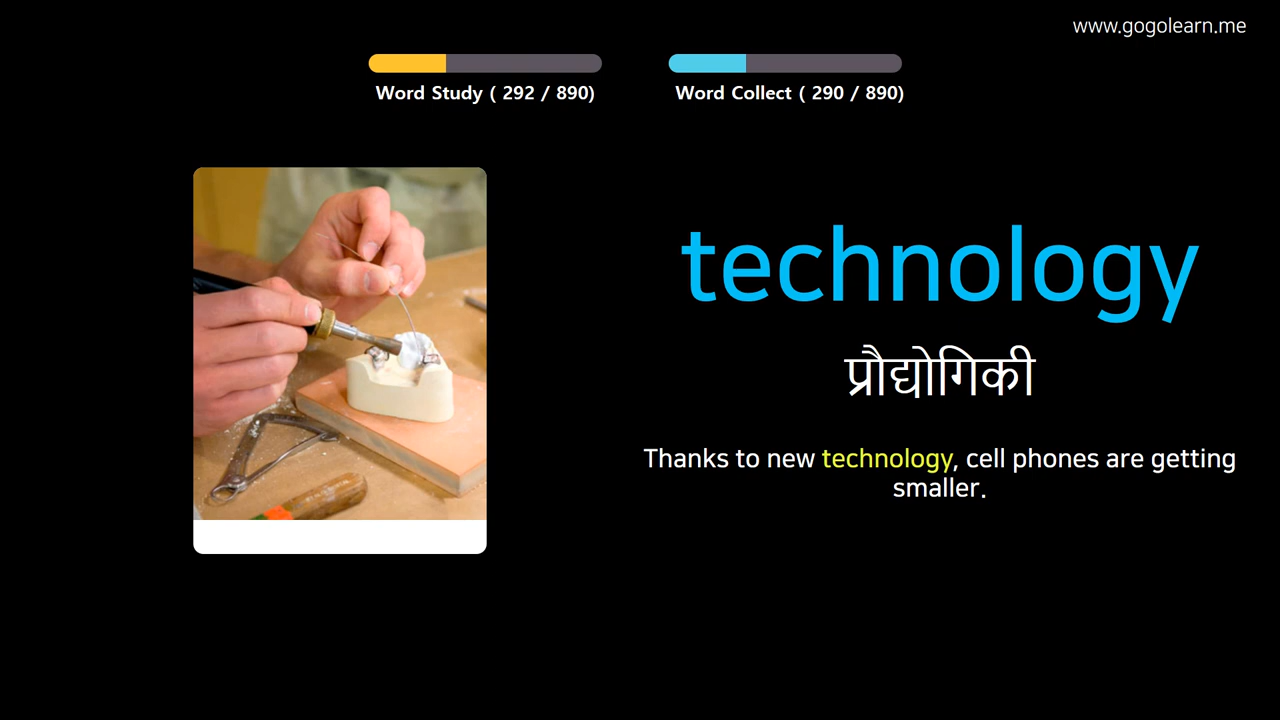 www.gogolearn.me
Word Study ( 292 / 890)
Word Collect ( 290 / 890)
technology
प्रौद्योगिकी
Thanks to new technology, cell phones are getting
smaller.